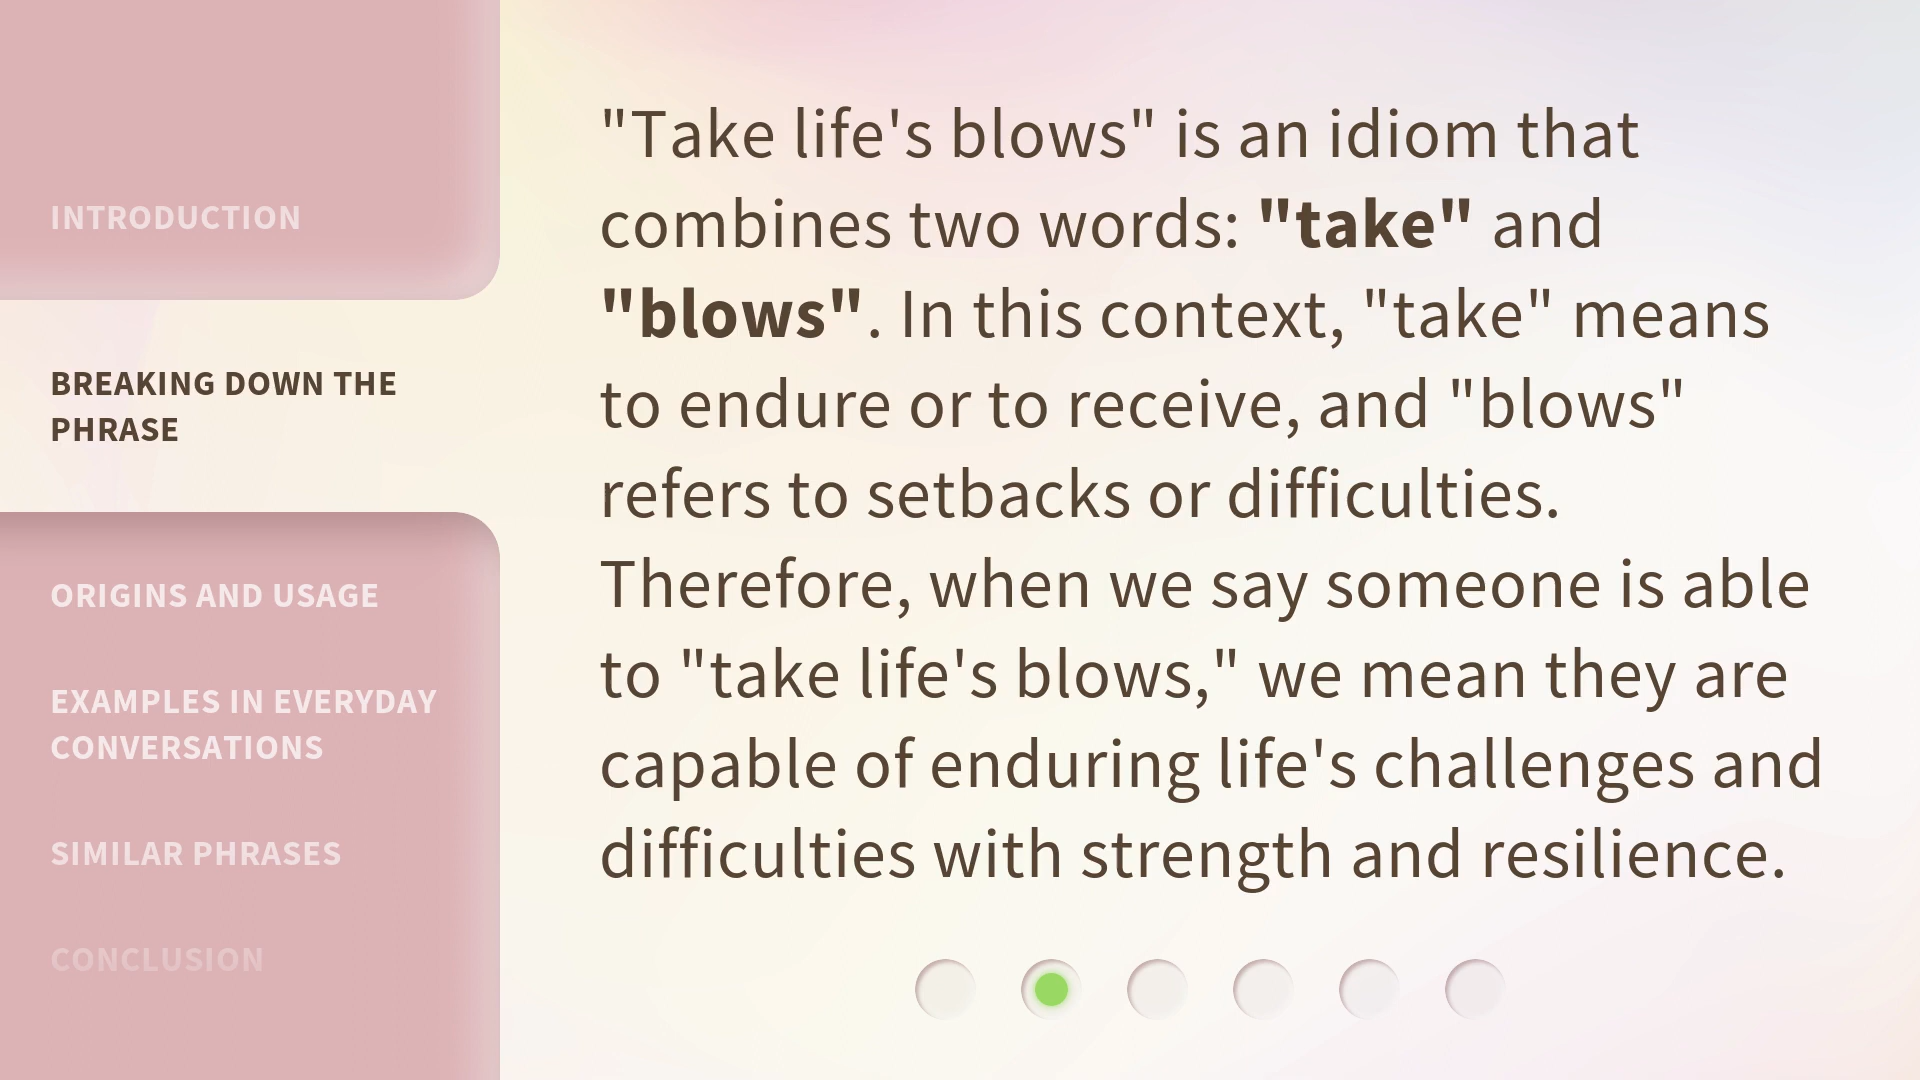 INTRODUCTION
BREAKING DOWN THE
PHRASE
ORIGINS AND USAGE
EXAMPLES IN EVERYDAY
CONVERSATIONS
SIMILAR PHRASES
CONCLUSION
"Take life's blows" is an idiom that
combines two words: "take" and
"blows". In this context, "take" means
to endure or to receive, and "blows"
refers to setbacks or difficulties.
Therefore, when we say someone is able
to "take life's blows," we mean they are
capable of enduring life's challenges and
difficulties with strength and resilience.